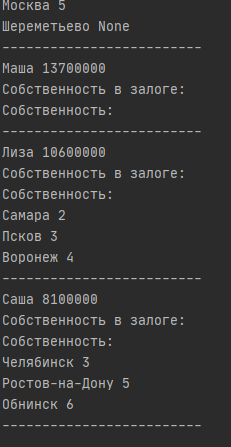 Москва 5
Шереметьево None
-------------------------
Маша 13700000
Собственность в залоге:
Собственность:
-------------------------
Лиза 10600000
Собственность в залоге:
Собственность:
Самара 2
Псков 3
Воронеж 4
-------------------------
Саша 8100000
Собственность в залоге:
Собственность:
Челябинск 3
Ростов-на-Дону 5
Обнинск 6
-------------------------